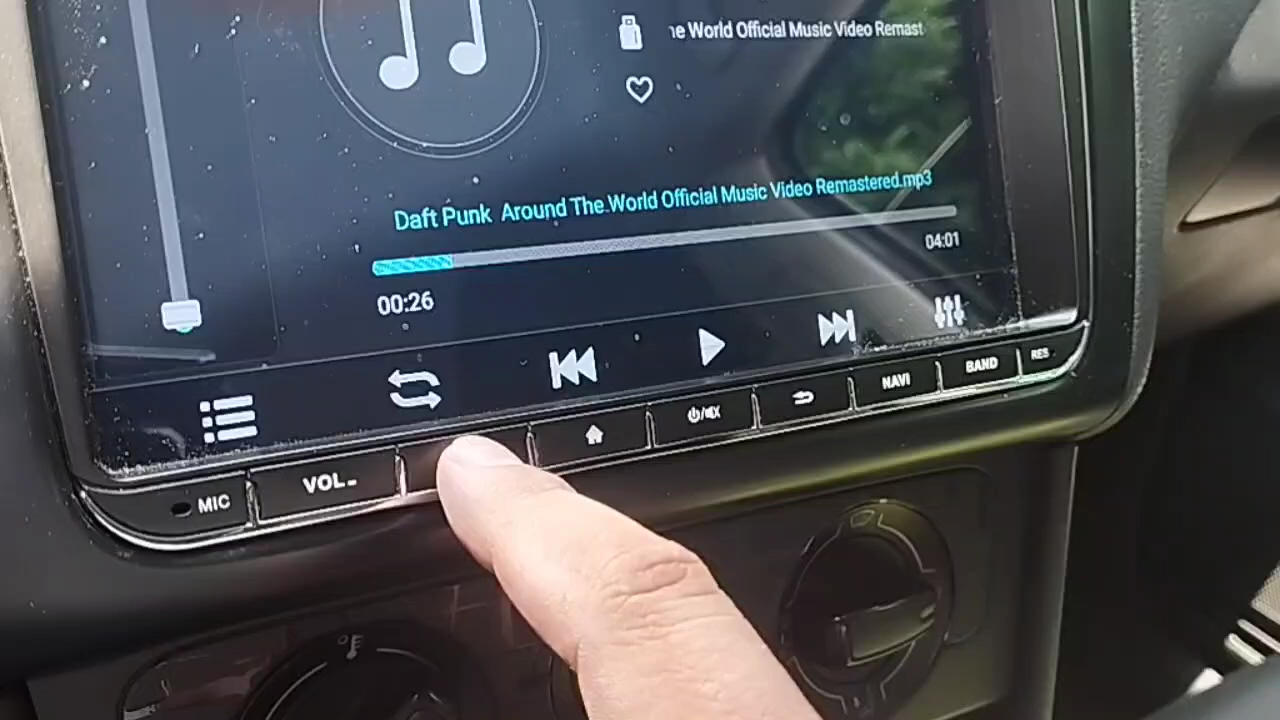 ne World Official Music Video Remast
Daft Punk Around The World Official Music Video Remastered.mp3
04:01
00:26
MIC
VOL-
NAVI
BAND
RES
°F